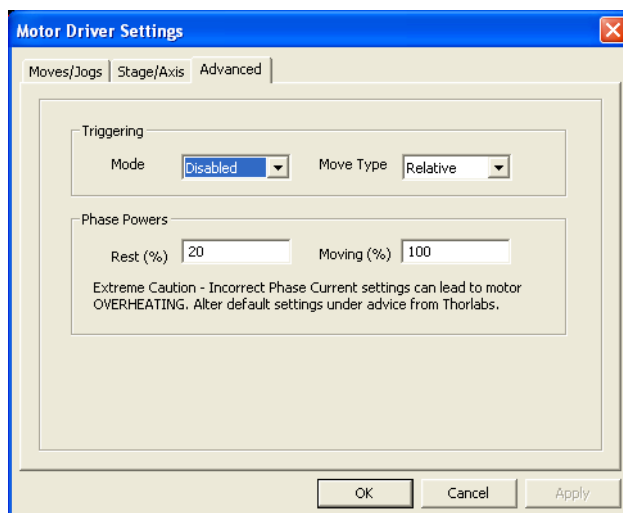 Motor Driver Settings
Moves/Jogs Stage/Axis Advanced
Triggering
Mode Disabled Move Type Relative
Phase Powers
Rest (%) 20 Moving (%) 100
Extreme Caution - Incorrect Phase Current settings can lead to motor
OVERHEATING. Alter default settings under advice from Thorlabs.
OK Cancel Apply